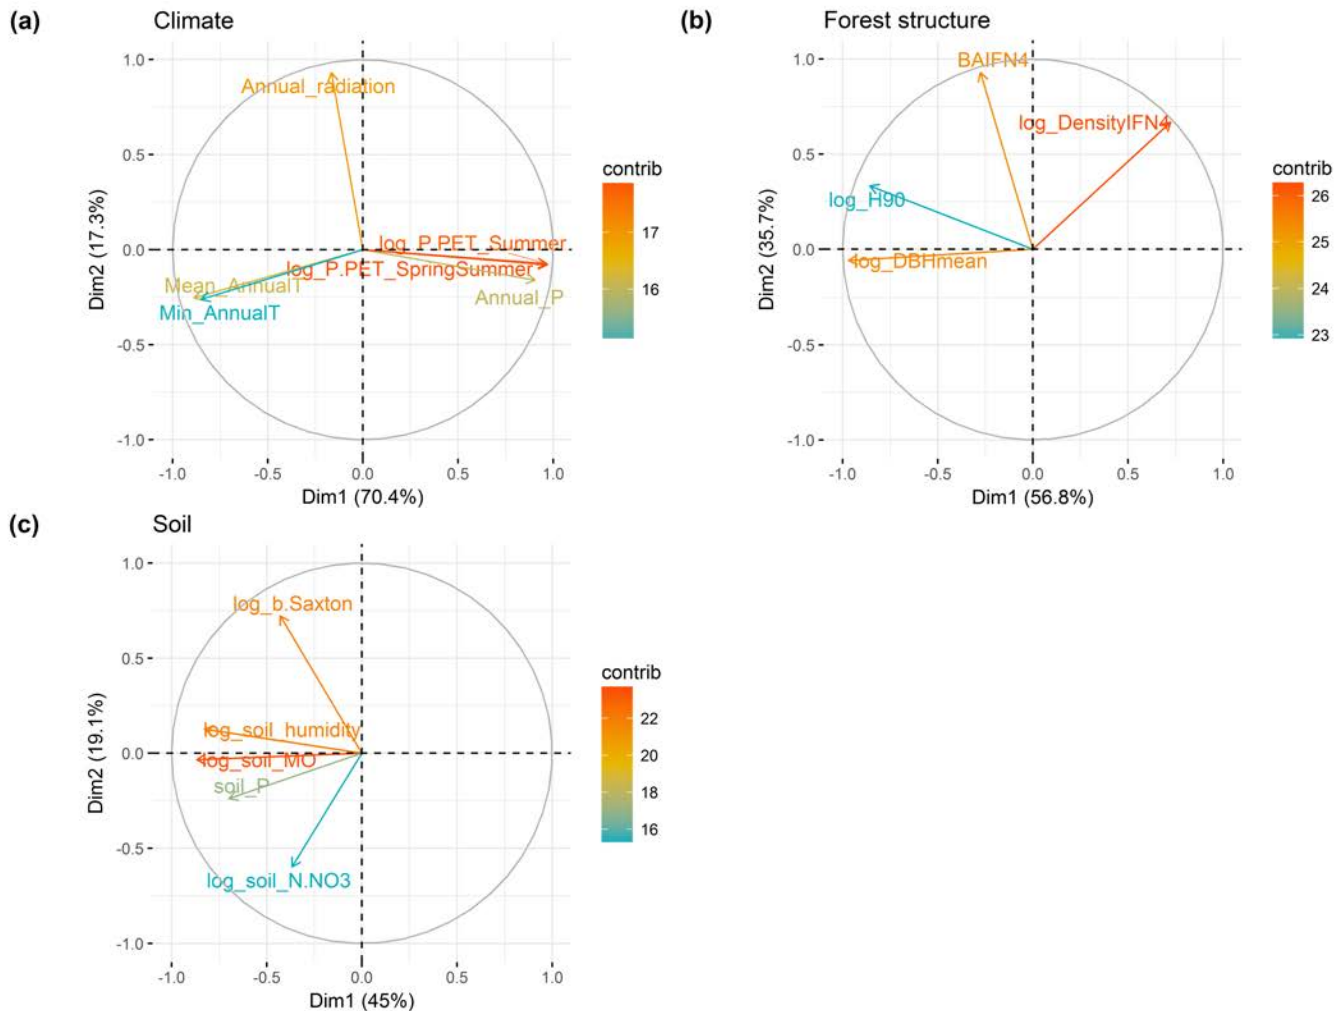 (a)
Climate
1.0
0.5
0.0
-0.5
-1.0
Dim2 (17.3%)
Annual_radiation
log_P.PET_Summer
log_P.PET_SpringSummer
Annual_P
Mean_AnnualT
Min_AnnualT
-1.0 -0.5 0.0 0.5 1.0
Dim1 (70.4%)
contrib
17
16
(b)
Forest structure
1.0
0.5
0.0
-0.5
-1.0
Dim2 (35.7%)
BAIFN4
log_DensityIFN4
log_H90
log_DBHmean
-1.0 -0.5 0.0 0.5 1.0
Dim1 (56.8%)
contrib
26
25
24
23
(c)
Soil
1.0
0.5
0.0
-0.5
-1.0
Dim2 (19.1%)
log_b.Saxton
log_soil_humidity
log_soil_MO
soil_P
log_soil_N.NO3
-1.0 -0.5 0.0 0.5 1.0
Dim1 (45%)
contrib
22
20
18
16